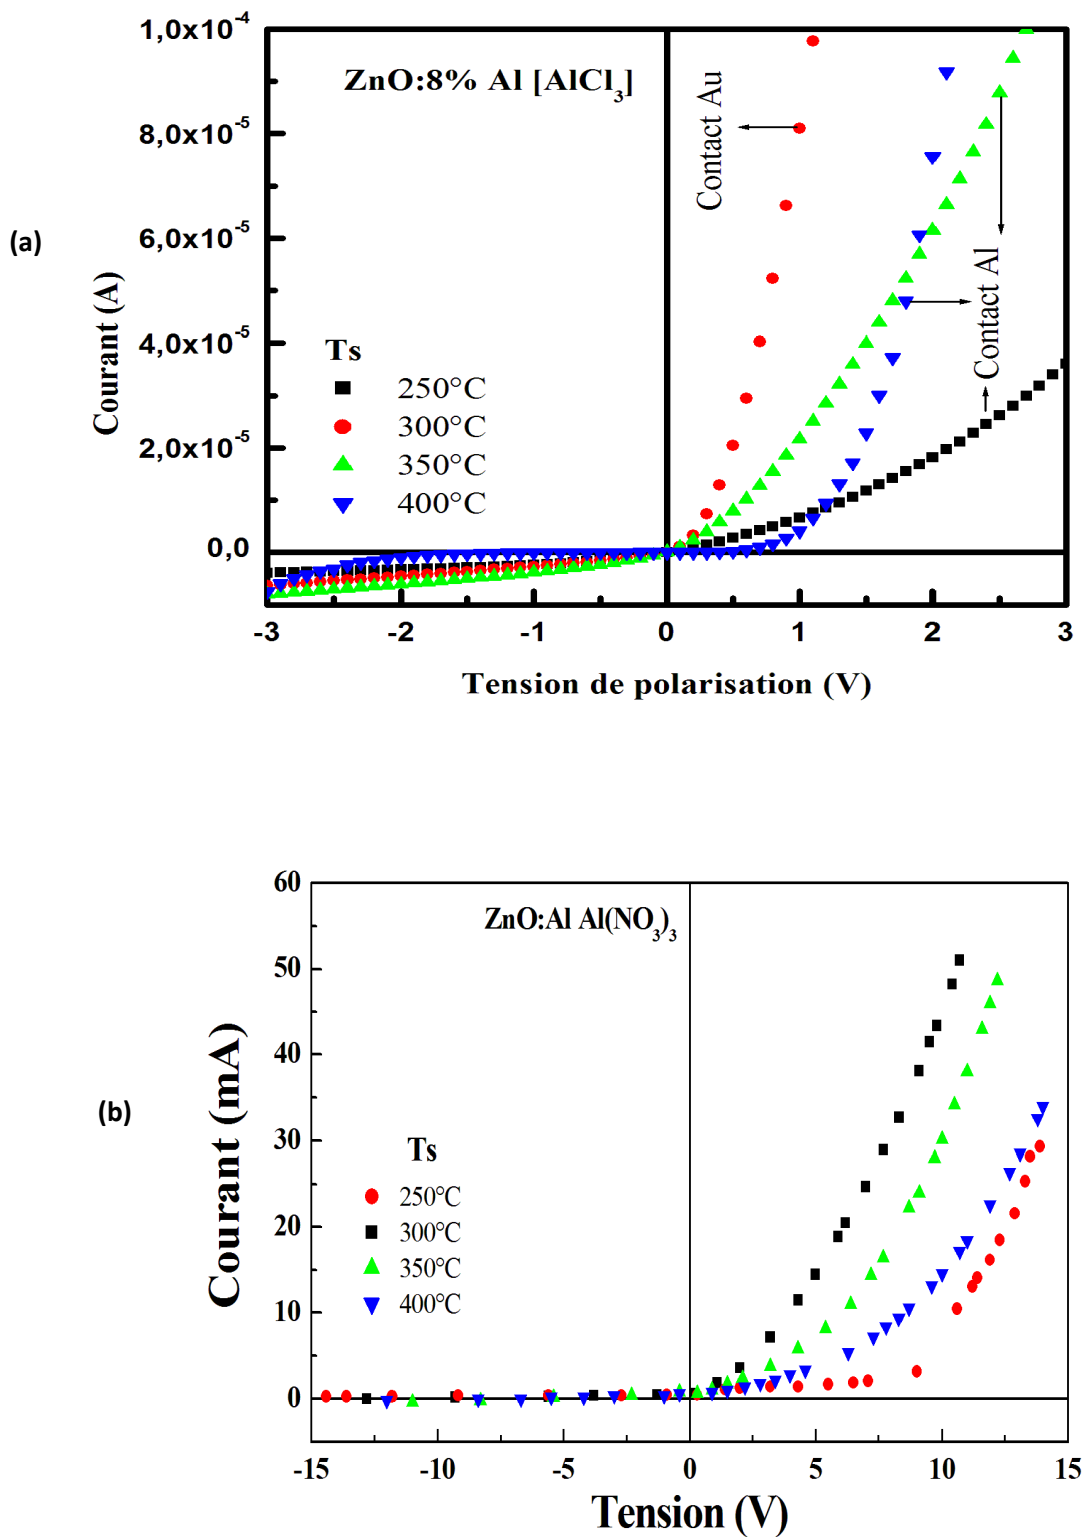 (a)
ZnO:8% Al [AlCl3]
Courant (A)
1,0x10-4
8,0x10-5
6,0x10-5
4,0x10-5
2,0x10-5
0,0
Ts
250°C
300°C
350°C
400°C
Contact Au
Contact Al
-3 -2 -1 0 1 2 3
Tension de polarisation (V)
(b)
ZnO:Al Al(NO3)3
Courant (mA)
60
50
40
30
20
10
0
Ts
250°C
300°C
350°C
400°C
-15 -10 -5 0 5 10 15
Tension (V)